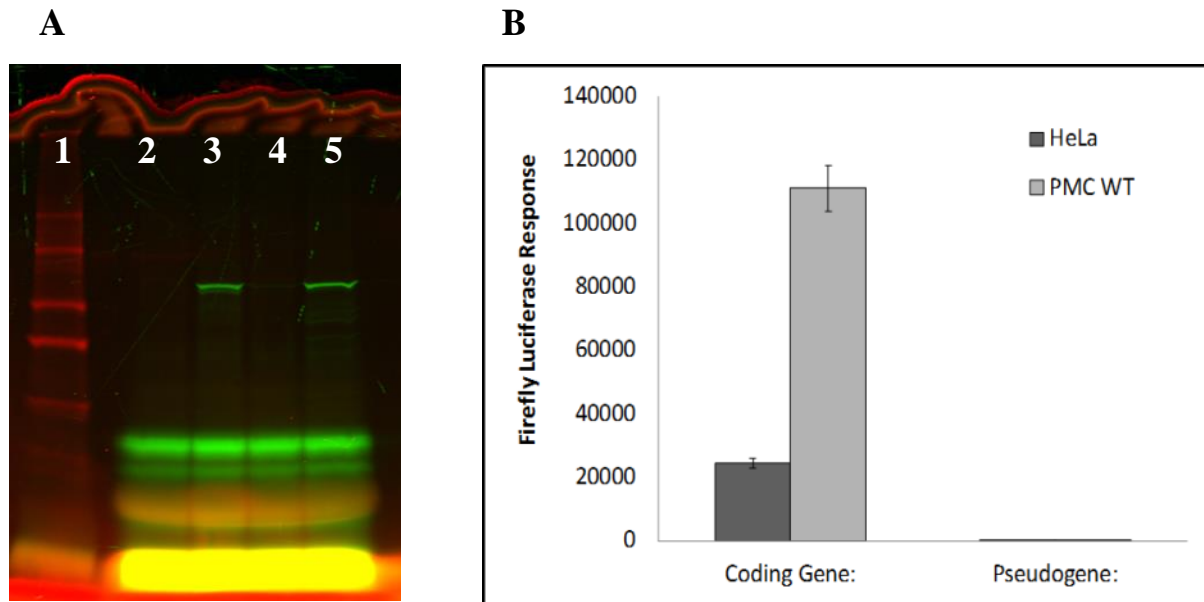 A
B
1 2 3 4 5
140000
120000
100000
80000
60000
40000
20000
0
Firefly Luciferase Response
HeLa
PMC WT
Coding Gene:
Pseudogene: